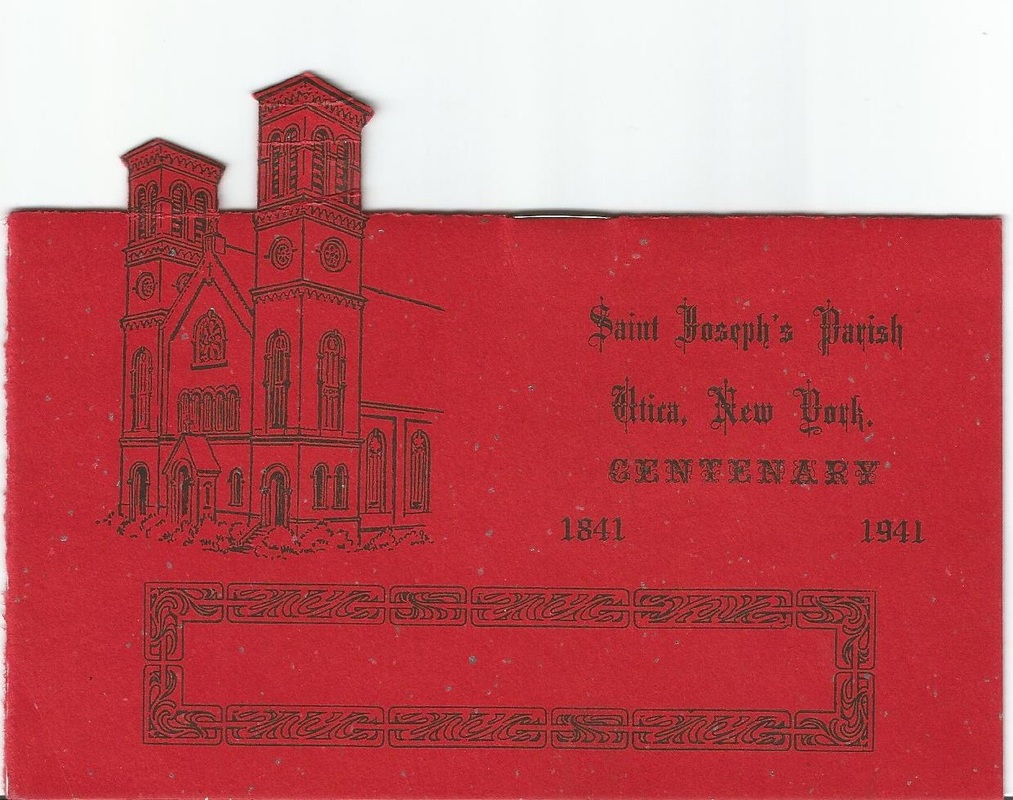 Saint Joseph's Parish
Utica, New York.
CENTENARY
1841 1941